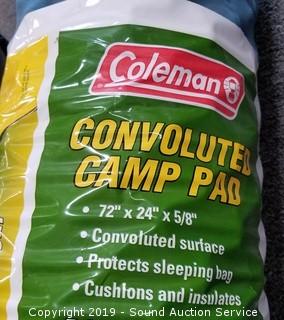 Coleman
CONVOLUTED
CAMP PAD
• 72" x 24" x 5/8"
• Convoluted surface
• Protects sleeping bag
• Cushions and insulates
Copyright 2019 - Sound Auction Service